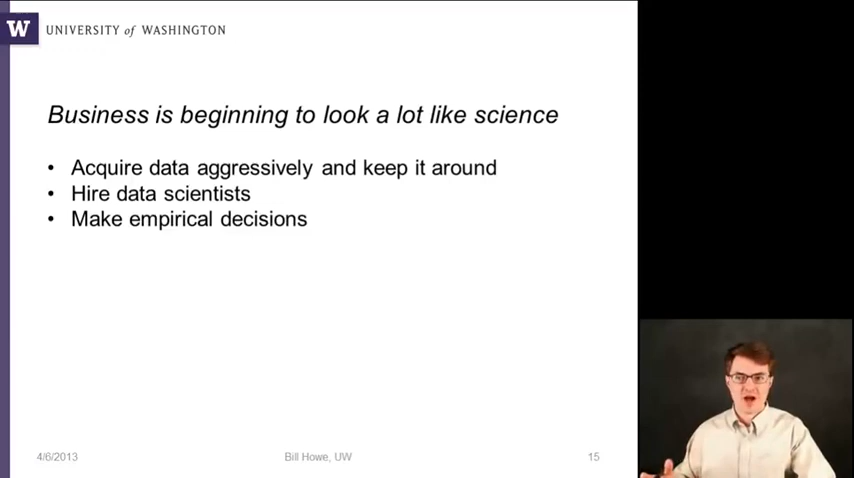 W UNIVERSITY of WASHINGTON
Business is beginning to look a lot like science
• Acquire data aggressively and keep it around
• Hire data scientists
• Make empirical decisions
4/6/2013 Bill Howe, UW 15